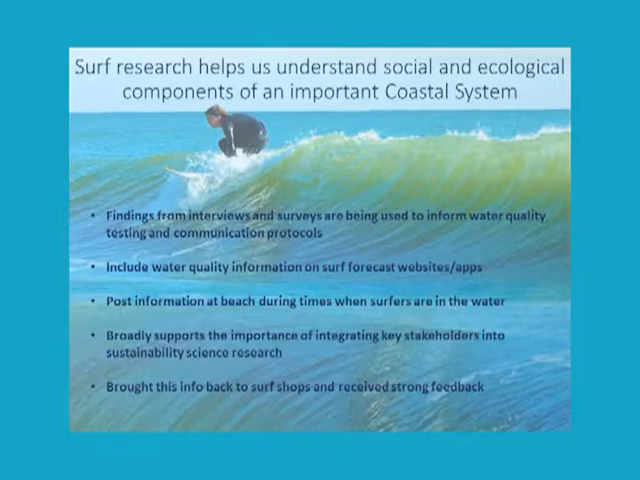 Surf research helps us understand social and ecological
components of an important Coastal System
• Findings from interviews and surveys are being used to inform water quality
testing and communication protocols
• Include water quality information on surf forecast websites/apps
• Post information at beach during times when surfers are in the water
• Broadly supports the importance of integrating key stakeholders into
sustainability science research
• Brought this info back to surf shops and received strong feedback